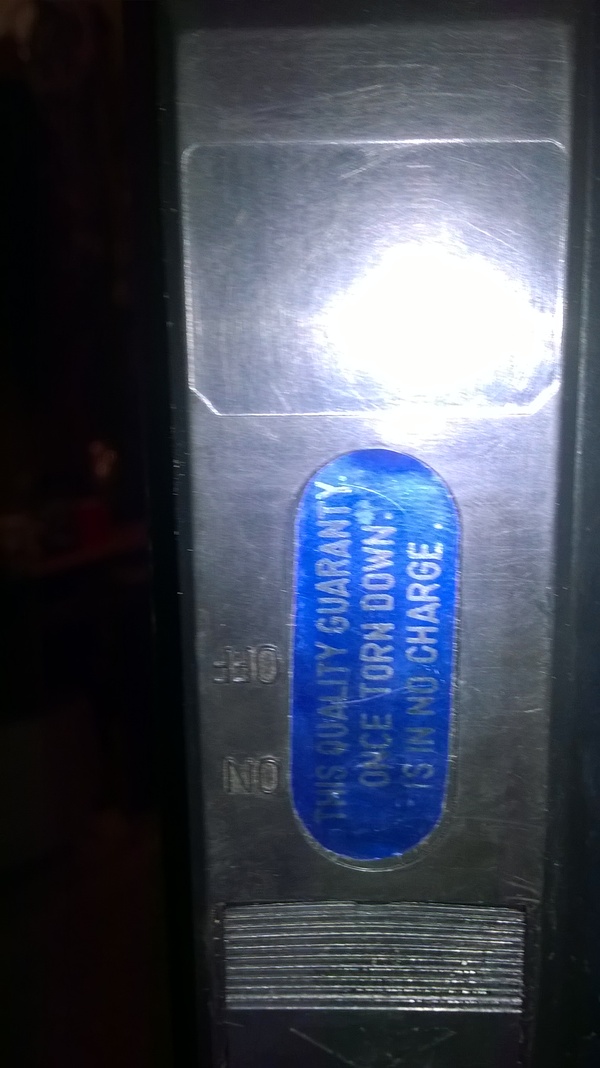 THIS QUALITY GUARANTY.
ONCE TORN DOWN.
IS IN NO CHARGE.
OFF
ON